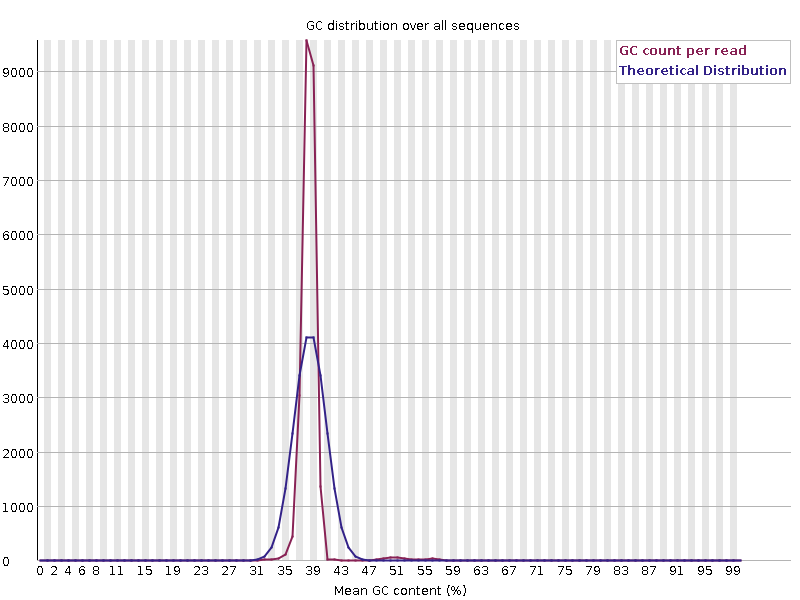 GC distribution over all sequences
GC count per read
Theoretical Distribution
9000
8000
7000
6000
5000
4000
3000
2000
1000
0
0 2 4 6 8 11 15 19 23 27 31 35 39 43 47 51 55 59 63 67 71 75 79 83 87 91 95 99
Mean GC content (%)